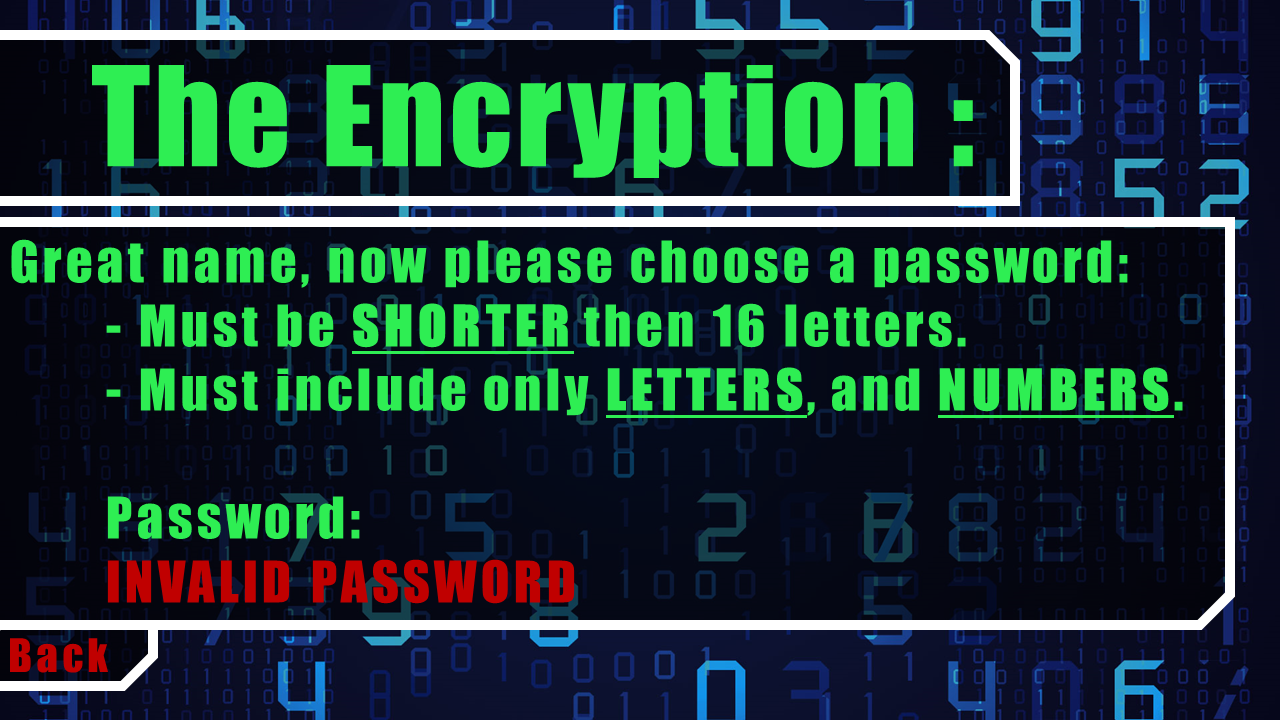 The Encryption :
Great name, now please choose a password:
- Must be SHORTER then 16 letters.
- Must include only LETTERS, and NUMBERS.
Password:
INVALID PASSWORD
Back